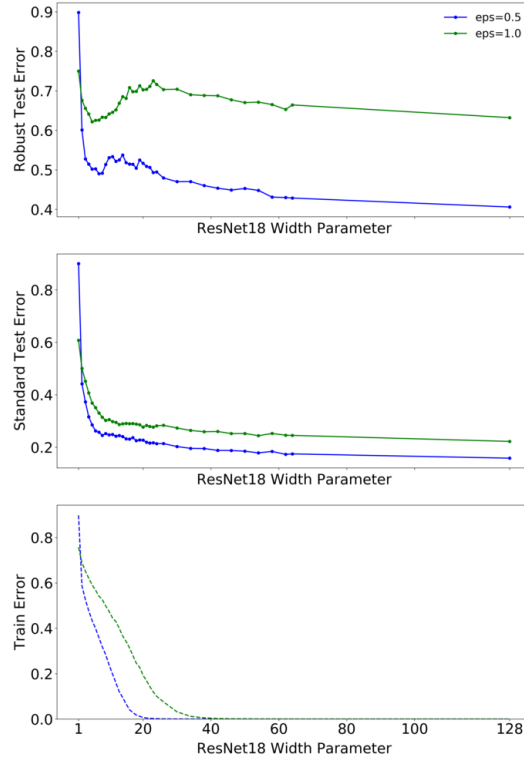 eps=0.5
eps=1.0
0.9
0.8
0.7
0.6
0.5
0.4
Robust Test Error
ResNet18 Width Parameter
0.8
0.6
0.4
0.2
Standard Test Error
ResNet18 Width Parameter
0.8
0.6
0.4
0.2
0.0
Train Error
1 20 40 60 80 100 128
ResNet18 Width Parameter